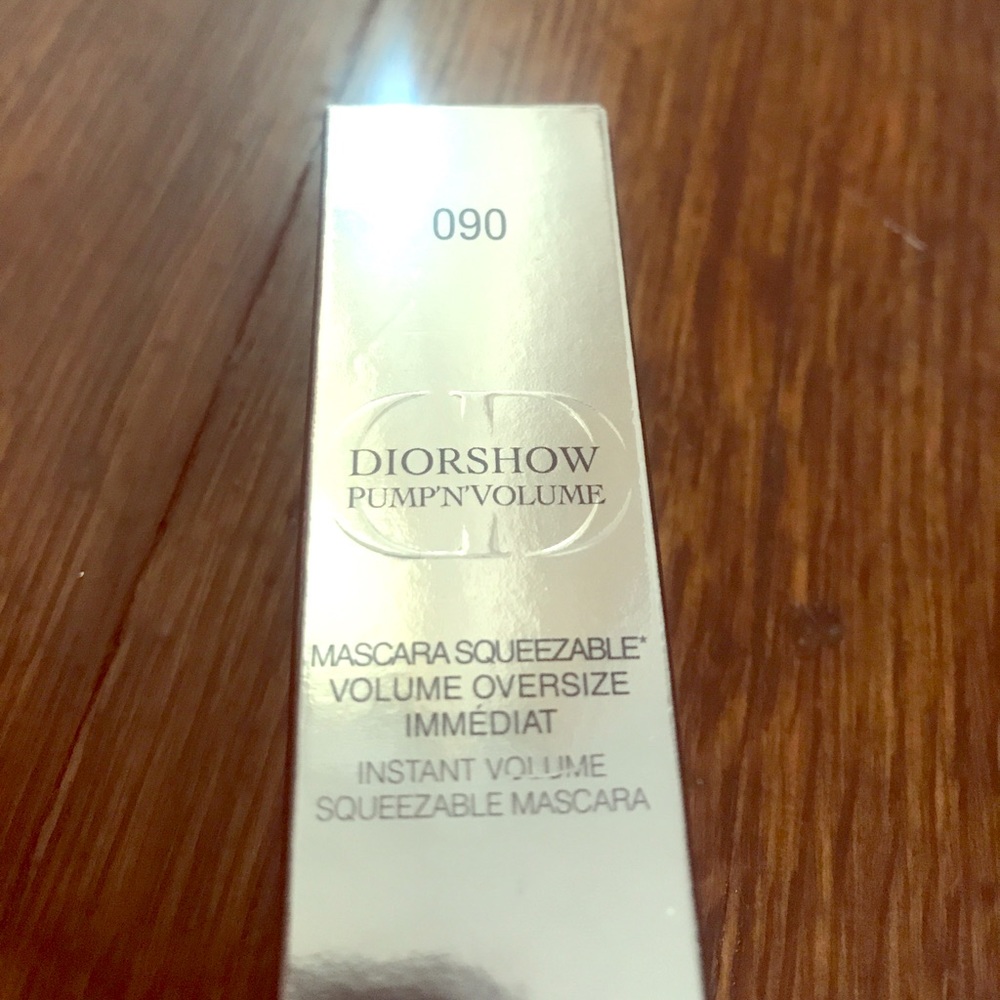 090
DIORSHOW
PUMP'N'VOLUME
MASCARA SQUEEZABLE*
VOLUME OVERSIZE
IMMÉDIAT
INSTANT VOLUME
SQUEEZABLE MASCARA